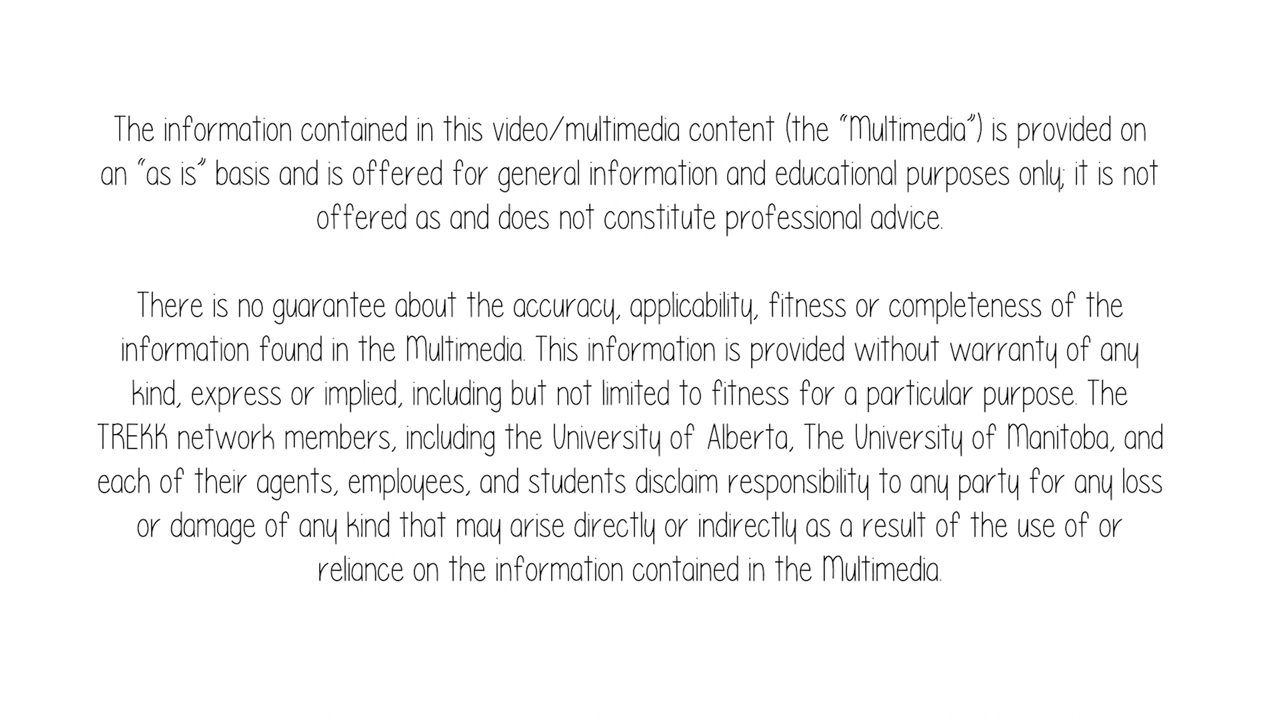 The information contained in this video/multimedia content (the “Multimedia”) is provided on
an “as is” basis and is offered for general information and educational purposes only; it is not
offered as and does not constitute professional advice.
There is no guarantee about the accuracy, applicability, fitness or completeness of the
information found in the Multimedia. This information is provided without warranty of any
kind, express or implied, including but not limited to fitness for a particular purpose. The
TREKK network members, including the University of Alberta, The University of Manitoba, and
each of their agents, employees, and students disclaim responsibility to any party for any loss
or damage of any kind that may arise directly or indirectly as a result of the use of or
reliance on the information contained in the Multimedia.